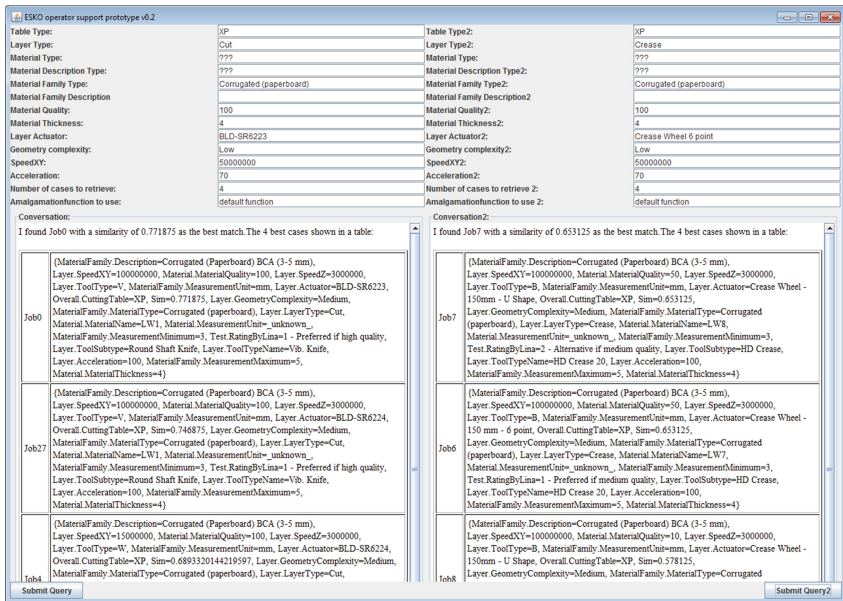 ESKO operator support prototype v0.2
Table Type: XP Table Type2: XP
Layer Type: Cut Layer Type2: Crease
Material Type: ??? Material Type: ???
Material Description Type: ??? Material Description Type2: ???
Material Family Type: Corrugated (paperboard) Material Family Type2: Corrugated (paperboard)
Material Family Description Material Family Description2
Material Quality: 100 Material Quality2: 100
Material Thickness: 4 Material Thickness2: 4
Layer Actuator: BLD-SR6223 Layer Actuator2: Crease Wheel 6 point
Geometry complexity: Low Geometry complexity2: Low
SpeedXY: 50000000 SpeedXY2: 50000000
Acceleration: 70 Acceleration2: 70
Number of cases to retrieve: 4 Number of cases to retrieve 2: 4
Amalgamationfunction to use: default function Amalgamationfunction to use 2: default function
Conversation:
I found Job0 with a similarity of 0.771875 as the best match.The 4 best cases shown in a table:
{MaterialFamily.Description=Corrugated (Paperboard) BCA (3-5 mm),
Layer.SpeedXY=100000000, Material.MaterialQuality=100, Layer.SpeedZ=3000000,
Layer.ToolType=V, MaterialFamily.MeasurementUnit=mm, Layer.Actuator=BLD-SR6223,
Overall.CuttingTable=XP, Sim=0.771875, Layer.GeometryComplexity=Medium,
Job0 MaterialFamily.MaterialType=Corrugated (paperboard), Layer.LayerType=Cut,
Material.MaterialName=LW1, Material.MeasurementUnit=_unknown_,
MaterialFamily.MeasurementMinimum=3, Test.RatingByLina=1 - Preferred if high quality,
Layer.ToolSubtype=Round Shaft Knife, Layer.ToolTypeName=Vib. Knife,
Layer.Acceleration=100, MaterialFamily.MeasurementMaximum=5,
Material.MaterialThickness=4}
{MaterialFamily.Description=Corrugated (Paperboard) BCA (3-5 mm),
Layer.SpeedXY=100000000, Material.MaterialQuality=100, Layer.SpeedZ=3000000,
Layer.ToolType=V, MaterialFamily.MeasurementUnit=mm, Layer.Actuator=BLD-SR6224,
Overall.CuttingTable=XP, Sim=0.746875, Layer.GeometryComplexity=Medium,
Job27 MaterialFamily.MaterialType=Corrugated (paperboard), Layer.LayerType=Cut,
Material.MaterialName=LW1, Material.MeasurementUnit=_unknown_,
MaterialFamily.MeasurementMinimum=3, Test.RatingByLina=1 - Preferred if high quality,
Layer.ToolSubtype=Round Shaft Knife, Layer.ToolTypeName=Vib. Knife,
Layer.Acceleration=100, MaterialFamily.MeasurementMaximum=5,
Material.MaterialThickness=4}
{MaterialFamily.Description=Corrugated (Paperboard) BCA (3-5 mm),
Layer.SpeedXY=15000000, Material.MaterialQuality=100, Layer.SpeedZ=3000000,
Layer.ToolType=W, MaterialFamily.MeasurementUnit=mm, Layer.Actuator=BLD-SR6224,
Overall.CuttingTable=XP, Sim=0.6893320144219597, Layer.GeometryComplexity=Medium,
Job4 MaterialFamily.MaterialType=Corrugated (paperboard), Layer.LayerType=Cut,
Submit Query
Conversation2:
I found Job7 with a similarity of 0.653125 as the best match.The 4 best cases shown in a table:
{MaterialFamily.Description=Corrugated (Paperboard) BCA (3-5 mm),
Layer.SpeedXY=100000000, Material.MaterialQuality=50, Layer.SpeedZ=3000000,
Layer.ToolType=B, MaterialFamily.MeasurementUnit=mm, Layer.Actuator=Crease Wheel -
150mm - U Shape, Overall.CuttingTable=XP, Sim=0.653125,
Job7 Layer.GeometryComplexity=Medium, MaterialFamily.MaterialType=Corrugated
(paperboard), Layer.LayerType=Crease, Material.MaterialName=LW8,
Material.MeasurementUnit=_unknown_, MaterialFamily.MeasurementMinimum=3,
Test.RatingByLina=2 - Alternative if medium quality, Layer.ToolSubtype=HD Crease,
Layer.ToolTypeName=HD Crease 20, Layer.Acceleration=100,
MaterialFamily.MeasurementMaximum=5, Material.MaterialThickness=4}
{MaterialFamily.Description=Corrugated (Paperboard) BCA (3-5 mm),
Layer.SpeedXY=100000000, Material.MaterialQuality=50, Layer.SpeedZ=3000000,
Layer.ToolType=B, MaterialFamily.MeasurementUnit=mm, Layer.Actuator=Crease Wheel -
150 mm - 6 point, Overall.CuttingTable=XP, Sim=0.653125,
Job6 Layer.GeometryComplexity=Medium, MaterialFamily.MaterialType=Corrugated
(paperboard), Layer.LayerType=Crease, Material.MaterialName=LW7,
Material.MeasurementUnit=_unknown_, MaterialFamily.MeasurementMinimum=3,
Test.RatingByLina=1 - Preferred if medium quality, Layer.ToolSubtype=HD Crease,
Layer.ToolTypeName=HD Crease 20, Layer.Acceleration=100,
MaterialFamily.MeasurementMaximum=5, Material.MaterialThickness=4}
{MaterialFamily.Description=Corrugated (Paperboard) BCA (3-5 mm),
Layer.SpeedXY=100000000, Material.MaterialQuality=10, Layer.SpeedZ=3000000,
Layer.ToolType=B, MaterialFamily.MeasurementUnit=mm, Layer.Actuator=Crease Wheel -
150mm - U Shape, Overall.CuttingTable=XP, Sim=0.578125,
Job8 Layer.GeometryComplexity=Medium, MaterialFamily.MaterialType=Corrugated
Submit Query2